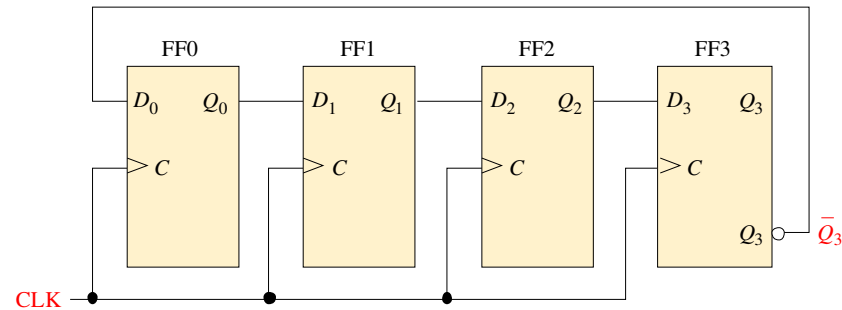 FF0 FF1 FF2 FF3
D₀ Q₀ D₁ Q₁ D₂ Q₂ D₃ Q₃
C C C C
Q₃ Q̅₃
CLK